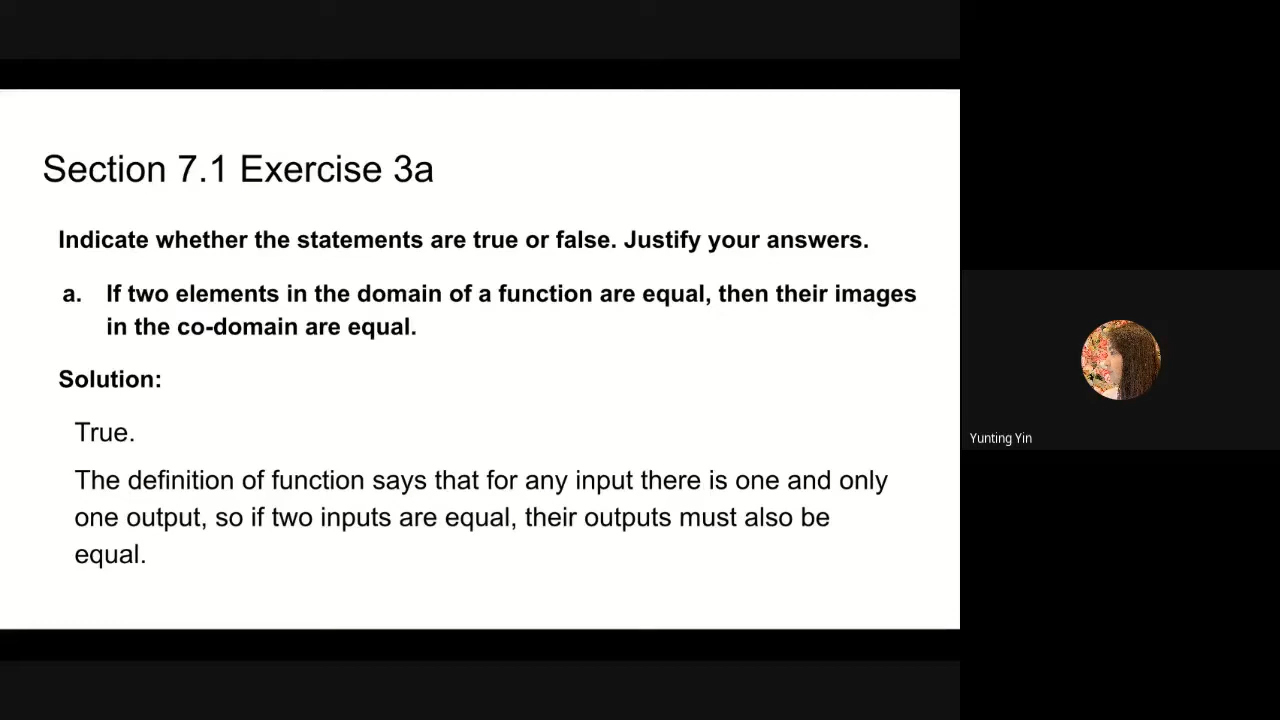 Section 7.1 Exercise 3a
Indicate whether the statements are true or false. Justify your answers.
a. If two elements in the domain of a function are equal, then their images
in the co-domain are equal.
Solution:
True.
The definition of function says that for any input there is one and only
one output, so if two inputs are equal, their outputs must also be
equal.
Yunting Yin